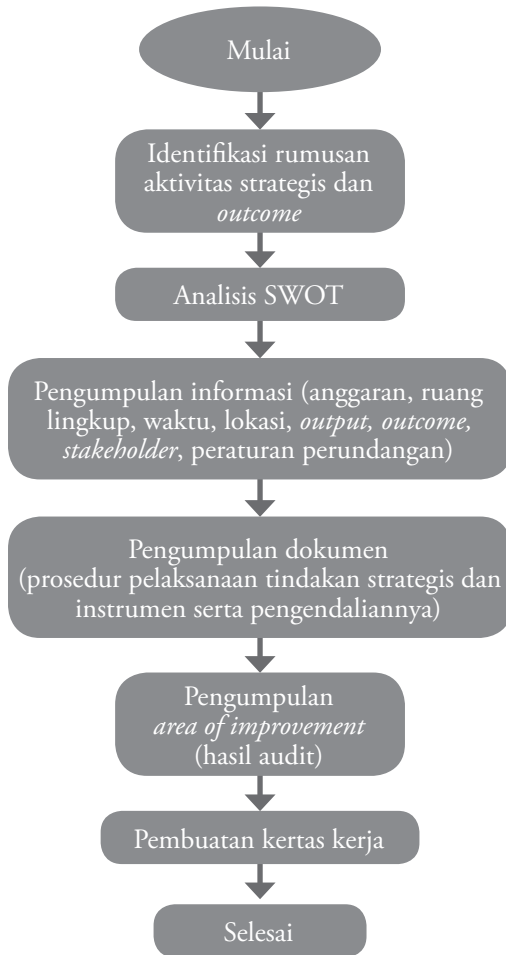 Mulai
Identifikasi rumusan
aktivitas strategis dan
outcome
Analisis SWOT
Pengumpulan informasi (anggaran, ruang
lingkup, waktu, lokasi, output, outcome,
stakeholder, peraturan perundangan)
Pengumpulan dokumen
(prosedur pelaksanaan tindakan strategis dan
instrumen serta pengendaliannya)
Pengumpulan
area of improvement
(hasil audit)
Pembuatan kertas kerja
Selesai